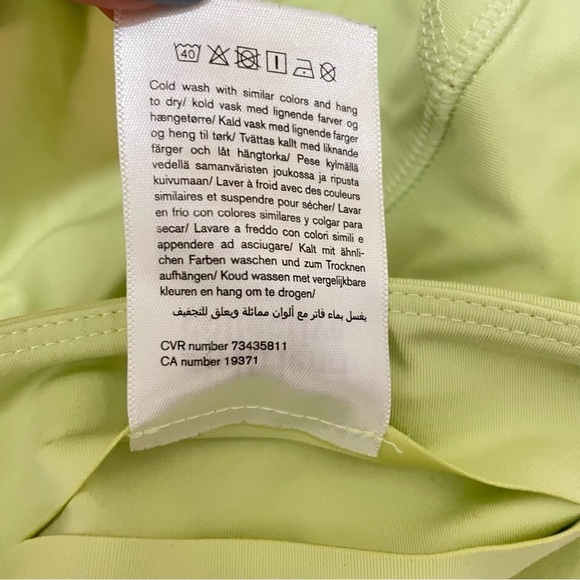 40
Cold wash with similar colors and hang
to dry/ kold vask med lignende farver og
hængetørre/ Kald vask med lignende farger
og heng til tørk/ Tvättas kallt med liknande
färger och låt hängtorka/ Pese kylmällä
vedellä samanväristen joukossa ja ripusta
kuivumaan/ Laver à froid avec des couleurs
similaires et suspendre pour sécher/ Lavar
en frio con colores similares y colgar para
secar/ Lavare a freddo con colori simili e
appendere ad asciugare/ Kalt mit ähnli-
chen Farben waschen und zum Trocknen
aufhängen/ Koud wassen met vergelijkbare
kleuren en hang om te drogen/
يغسل بماء فاتر مع ألوان مماثلة ويعلق للتجفيف
CVR number 73435811
CA number 19371